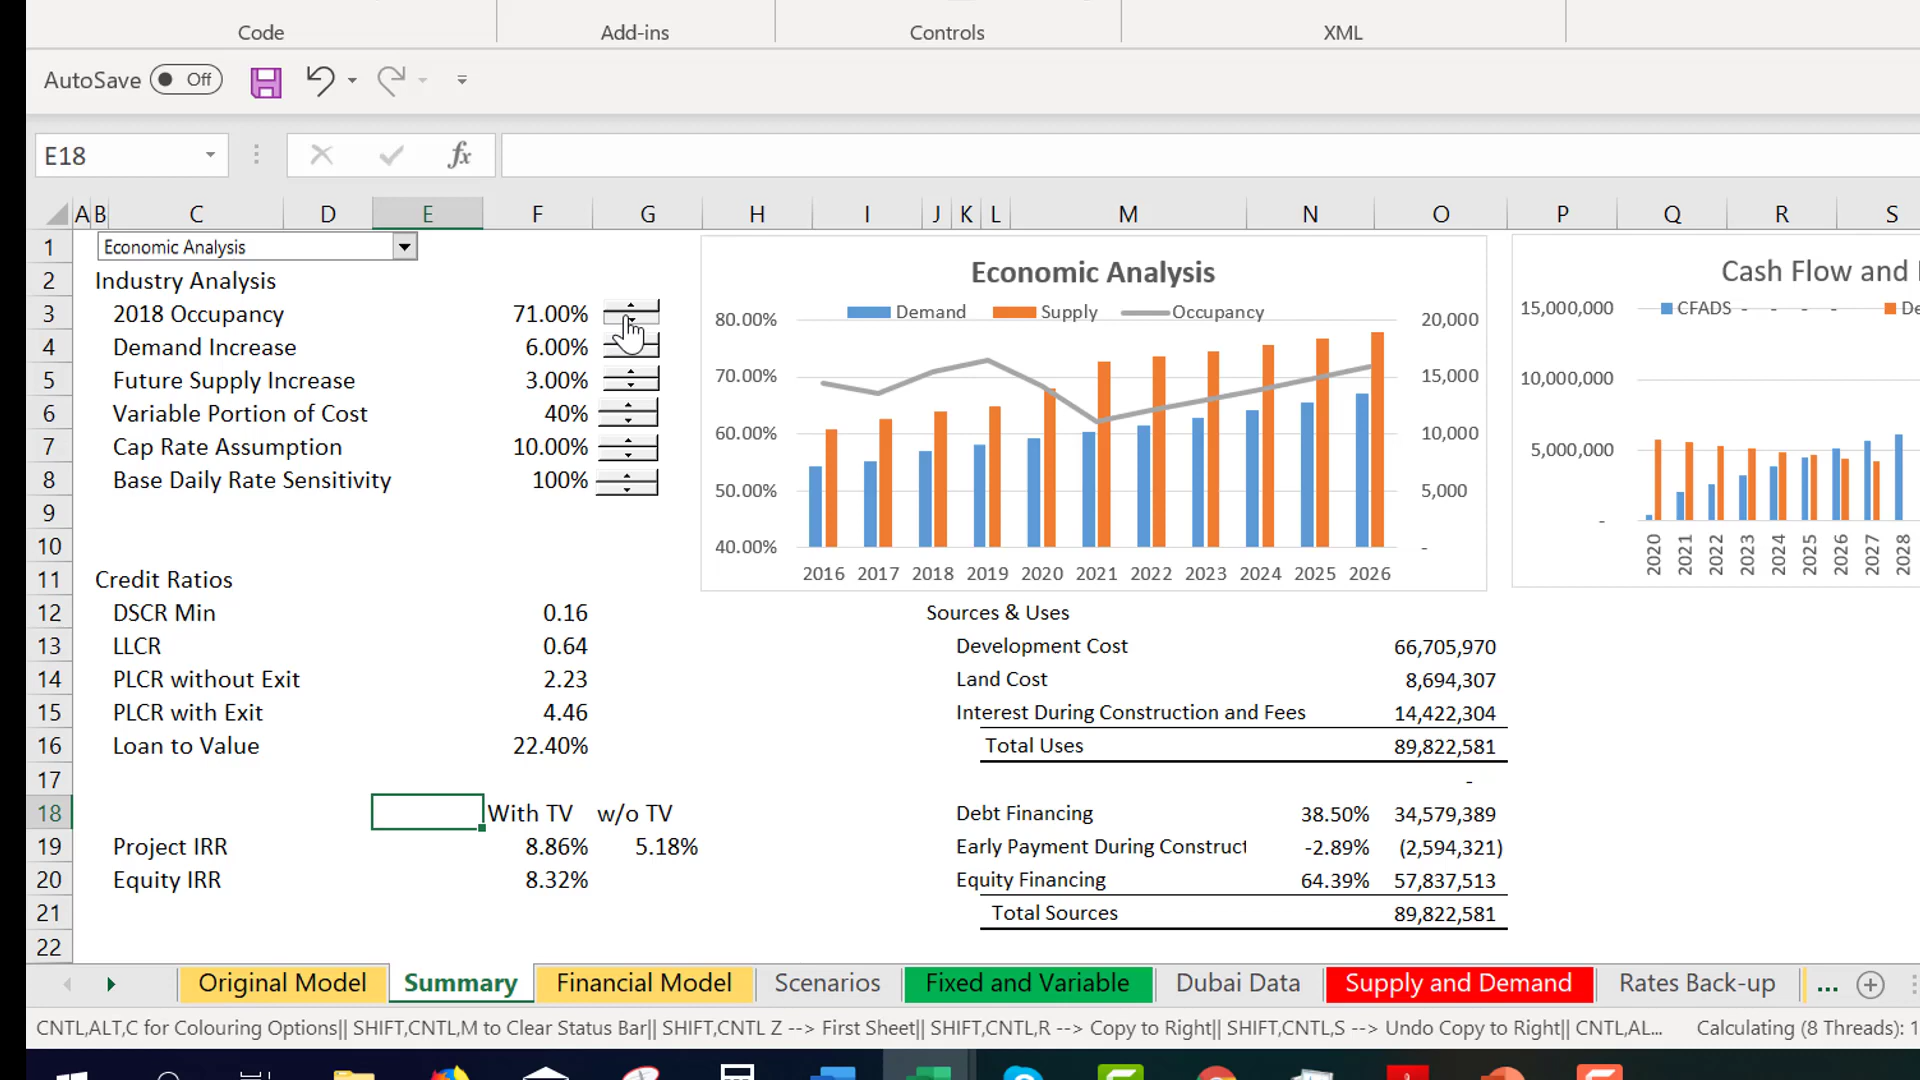 Code Add-ins Controls XML
AutoSave Off
E18 fx
A B C D E F G H I J K L M N O P Q R S
1 Economic Analysis
2 Industry Analysis
3 2018 Occupancy 71.00%
4 Demand Increase 6.00%
5 Future Supply Increase 3.00%
6 Variable Portion of Cost 40%
7 Cap Rate Assumption 10.00%
8 Base Daily Rate Sensitivity 100%
9
10
11 Credit Ratios
12 DSCR Min 0.16
13 LLCR 0.64
14 PLCR without Exit 2.23
15 PLCR with Exit 4.46
16 Loan to Value 22.40%
17
18 With TV w/o TV
19 Project IRR 8.86% 5.18%
20 Equity IRR 8.32%
21
22
Economic Analysis
Demand Supply Occupancy
80.00% 20,000
70.00% 15,000
60.00% 10,000
50.00% 5,000
40.00% -
2016 2017 2018 2019 2020 2021 2022 2023 2024 2025 2026
Cash Flow and
CFADS - - - -
15,000,000
10,000,000
5,000,000
-
2020 2021 2022 2023 2024 2025 2026 2027 2028
Sources & Uses
Development Cost 66,705,970
Land Cost 8,694,307
Interest During Construction and Fees 14,422,304
Total Uses 89,822,581
-
Debt Financing 38.50% 34,579,389
Early Payment During Construct -2.89% (2,594,321)
Equity Financing 64.39% 57,837,513
Total Sources 89,822,581
Original Model Summary Financial Model Scenarios Fixed and Variable Dubai Data Supply and Demand Rates Back-up ...
CNTL,ALT,C for Colouring Options|| SHIFT,CNTL,M to Clear Status Bar|| SHIFT,CNTL Z --> First Sheet|| SHIFT,CNTL,R --> Copy to Right|| SHIFT,CNTL,S --> Undo Copy to Right|| CNTL,AL... Calculating (8 Threads): 1